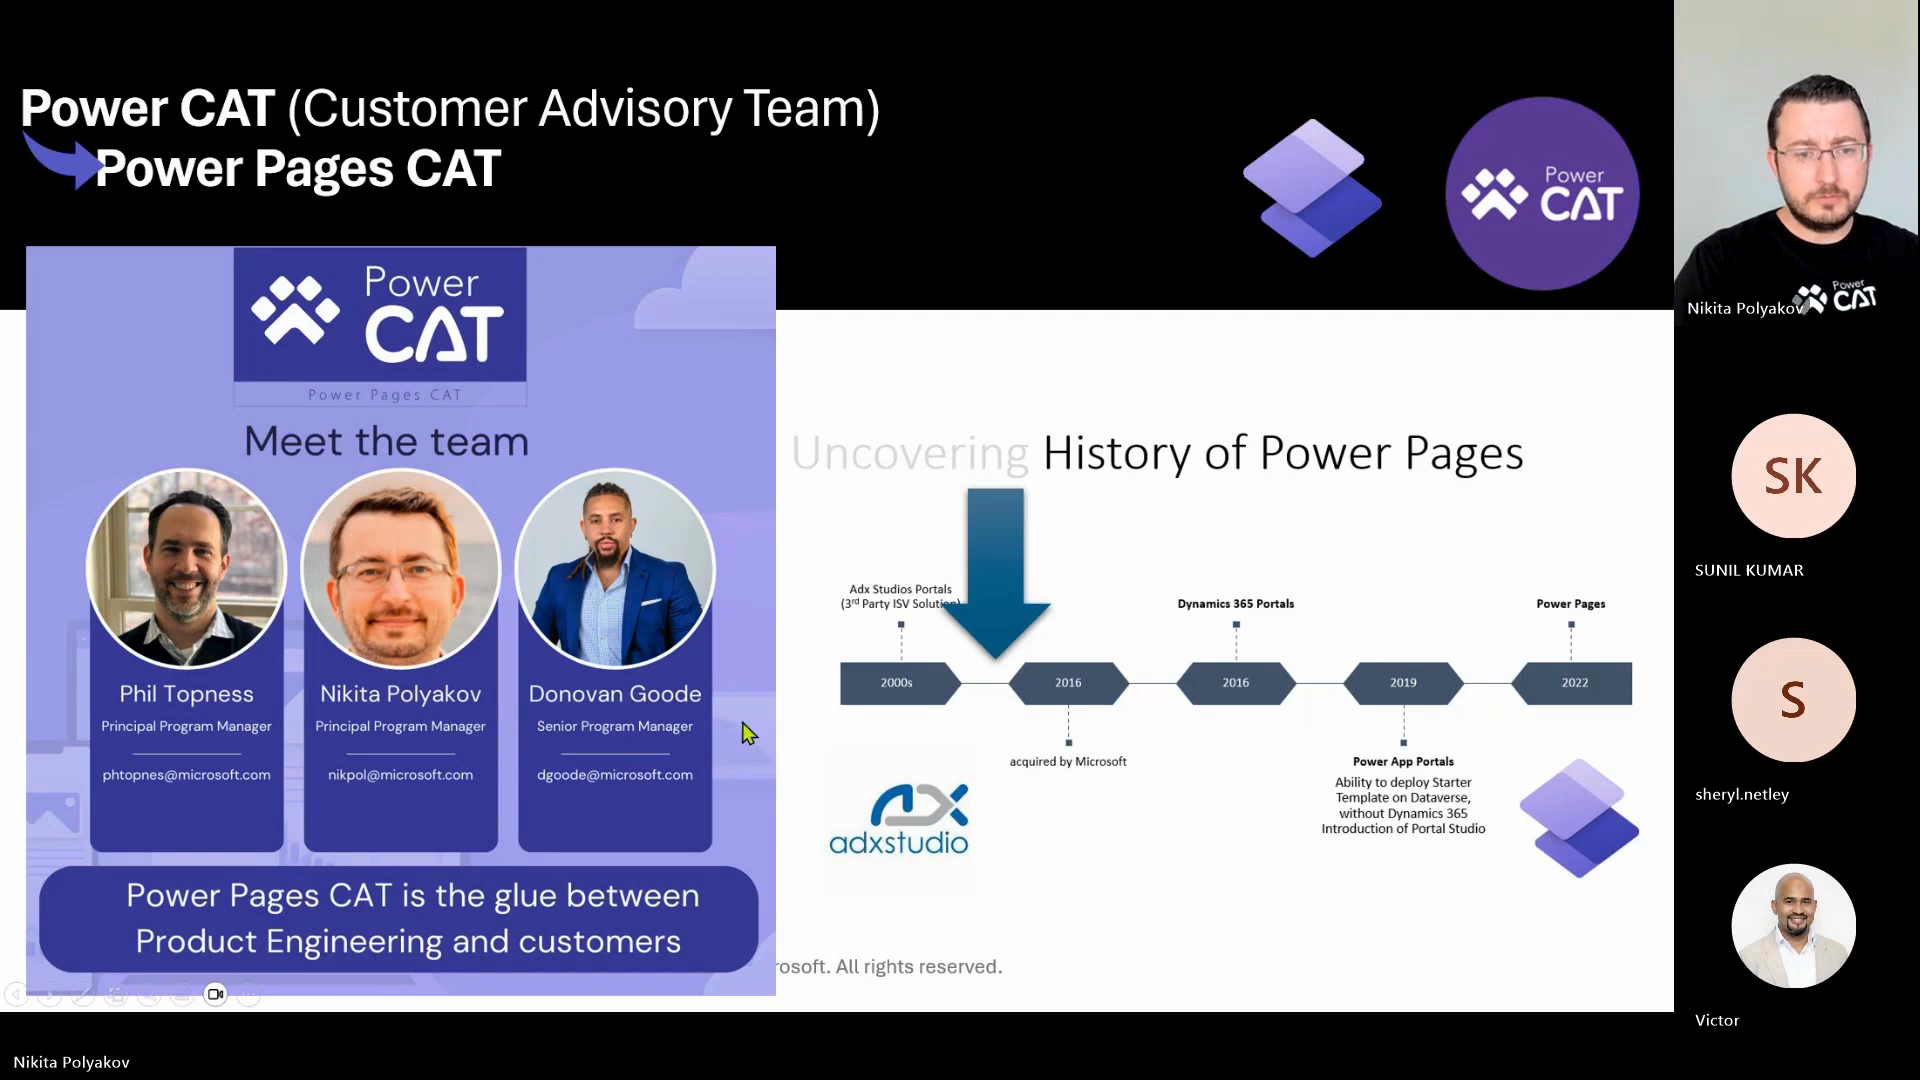 Power CAT (Customer Advisory Team)
Power Pages CAT
Power
CAT
Power
CAT
Power Pages CAT
Meet the team
Phil Topness
Principal Program Manager
phtopnes@microsoft.com
Nikita Polyakov
Principal Program Manager
nikpol@microsoft.com
Donovan Goode
Senior Program Manager
dgoode@microsoft.com
Power Pages CAT is the glue between
Product Engineering and customers
Uncovering History of Power Pages
Adx Studios Portals
(3rd Party ISV Solution)
Dynamics 365 Portals
Power Pages
2000s
2016
2016
2019
2022
acquired by Microsoft
Power App Portals
Ability to deploy Starter
Template on Dataverse,
without Dynamics 365
Introduction of Portal Studio
adxstudio
rosoft. All rights reserved.
Power
CAT
Nikita Polyakov
SK
SUNIL KUMAR
S
sheryl.netley
Victor
Nikita Polyakov